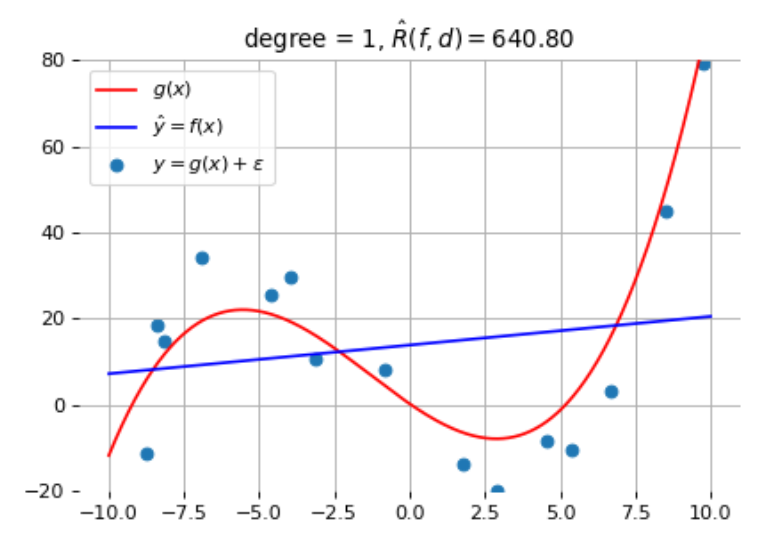 degree = 1, R̂(f, d) = 640.80
80
60
40
20
0
−20
g(x)
ŷ = f(x)
y = g(x) + ε
−10.0 −7.5 −5.0 −2.5 0.0 2.5 5.0 7.5 10.0